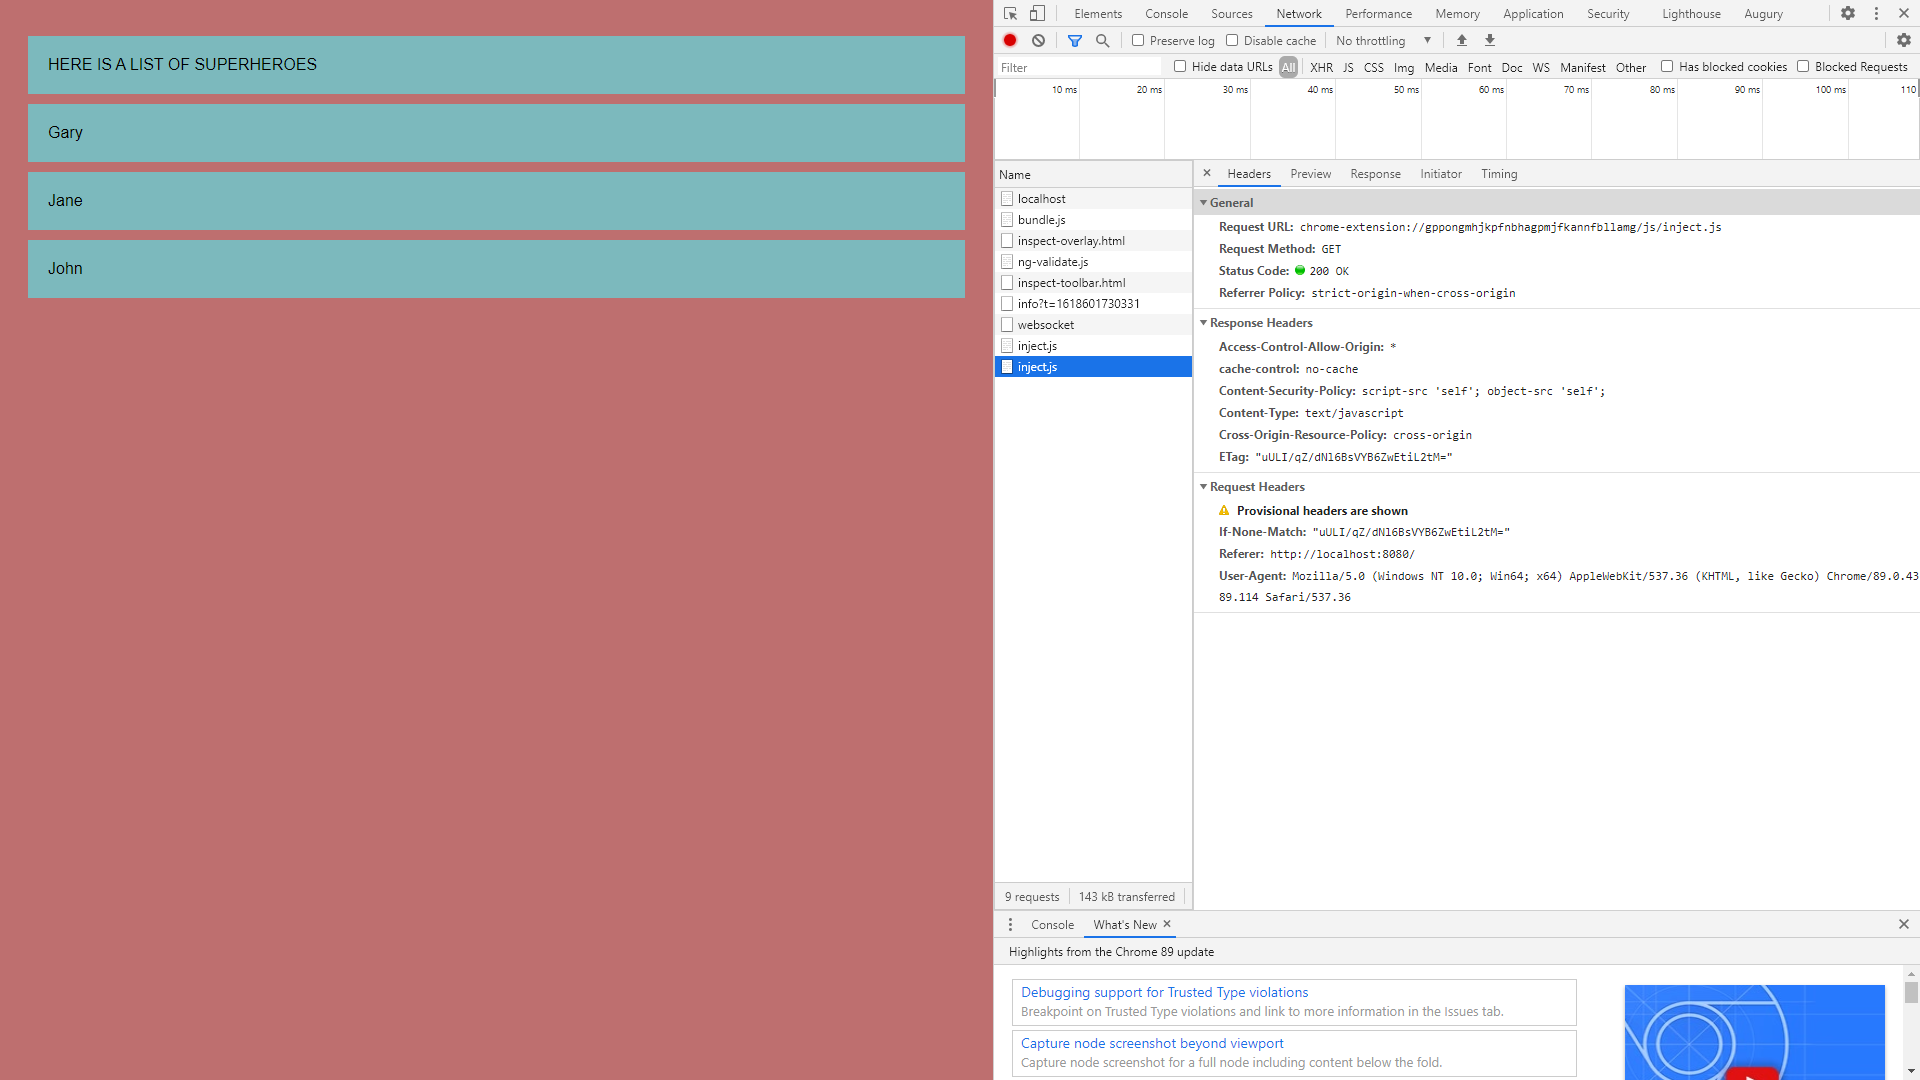 HERE IS A LIST OF SUPERHEROES
Gary
Jane
John
Elements Console Sources Network Performance Memory Application Security Lighthouse Augury
Preserve log Disable cache No throttling
Filter Hide data URLs All XHR JS CSS Img Media Font Doc WS Manifest Other Has blocked cookies Blocked Requests
10 ms 20 ms 30 ms 40 ms 50 ms 60 ms 70 ms 80 ms 90 ms 100 ms 110
Name
localhost
bundle.js
inspect-overlay.html
ng-validate.js
inspect-toolbar.html
info?t=1618601730331
websocket
inject.js
inject.js
9 requests 143 kB transferred
Headers Preview Response Initiator Timing
General
Request URL: chrome-extension://gppongmhjkpfnbhagpmjfkannfbllamg/js/inject.js
Request Method: GET
Status Code: 200 OK
Referrer Policy: strict-origin-when-cross-origin
Response Headers
Access-Control-Allow-Origin: *
cache-control: no-cache
Content-Security-Policy: script-src 'self'; object-src 'self';
Content-Type: text/javascript
Cross-Origin-Resource-Policy: cross-origin
ETag: "uULI/qZ/dNl6BsVYB6ZwEtiL2tM="
Request Headers
Provisional headers are shown
If-None-Match: "uULI/qZ/dNl6BsVYB6ZwEtiL2tM="
Referer: http://localhost:8080/
User-Agent: Mozilla/5.0 (Windows NT 10.0; Win64; x64) AppleWebKit/537.36 (KHTML, like Gecko) Chrome/89.0.43
89.114 Safari/537.36
Console What's New
Highlights from the Chrome 89 update
Debugging support for Trusted Type violations
Breakpoint on Trusted Type violations and link to more information in the Issues tab.
Capture node screenshot beyond viewport
Capture node screenshot for a full node including content below the fold.